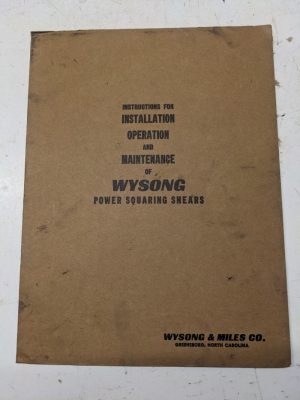 INSTRUCTIONS FOR
INSTALLATION
OPERATION
AND
MAINTENANCE
OF
WYSONG
POWER SQUARING SHEARS
WYSONG & MILES CO.
GREENSBORO, NORTH CAROLINA